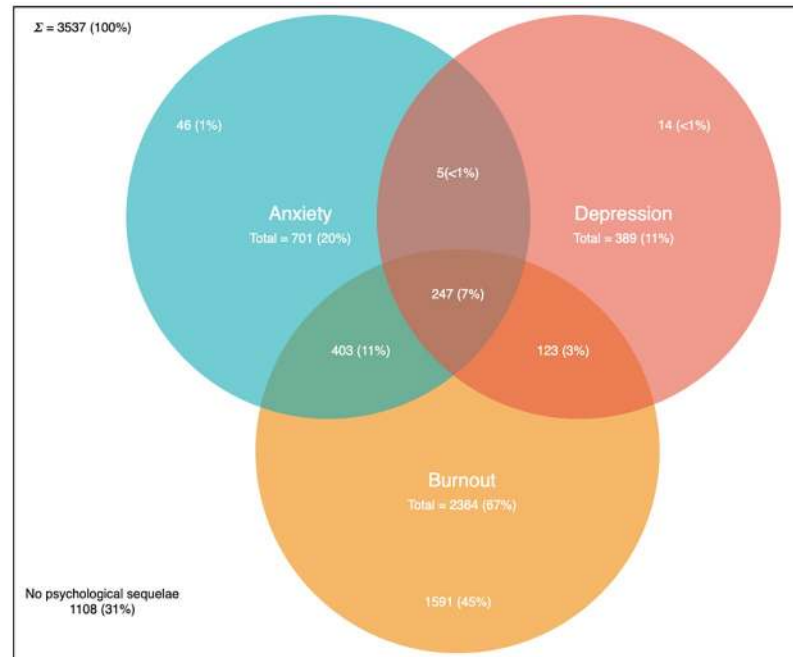 Σ = 3537 (100%)
46 (1%)
14 (<1%)
5(<1%)
Anxiety
Total = 701 (20%)
Depression
Total = 389 (11%)
247 (7%)
403 (11%)
123 (3%)
Burnout
Total = 2364 (67%)
No psychological sequelae
1108 (31%)
1591 (45%)